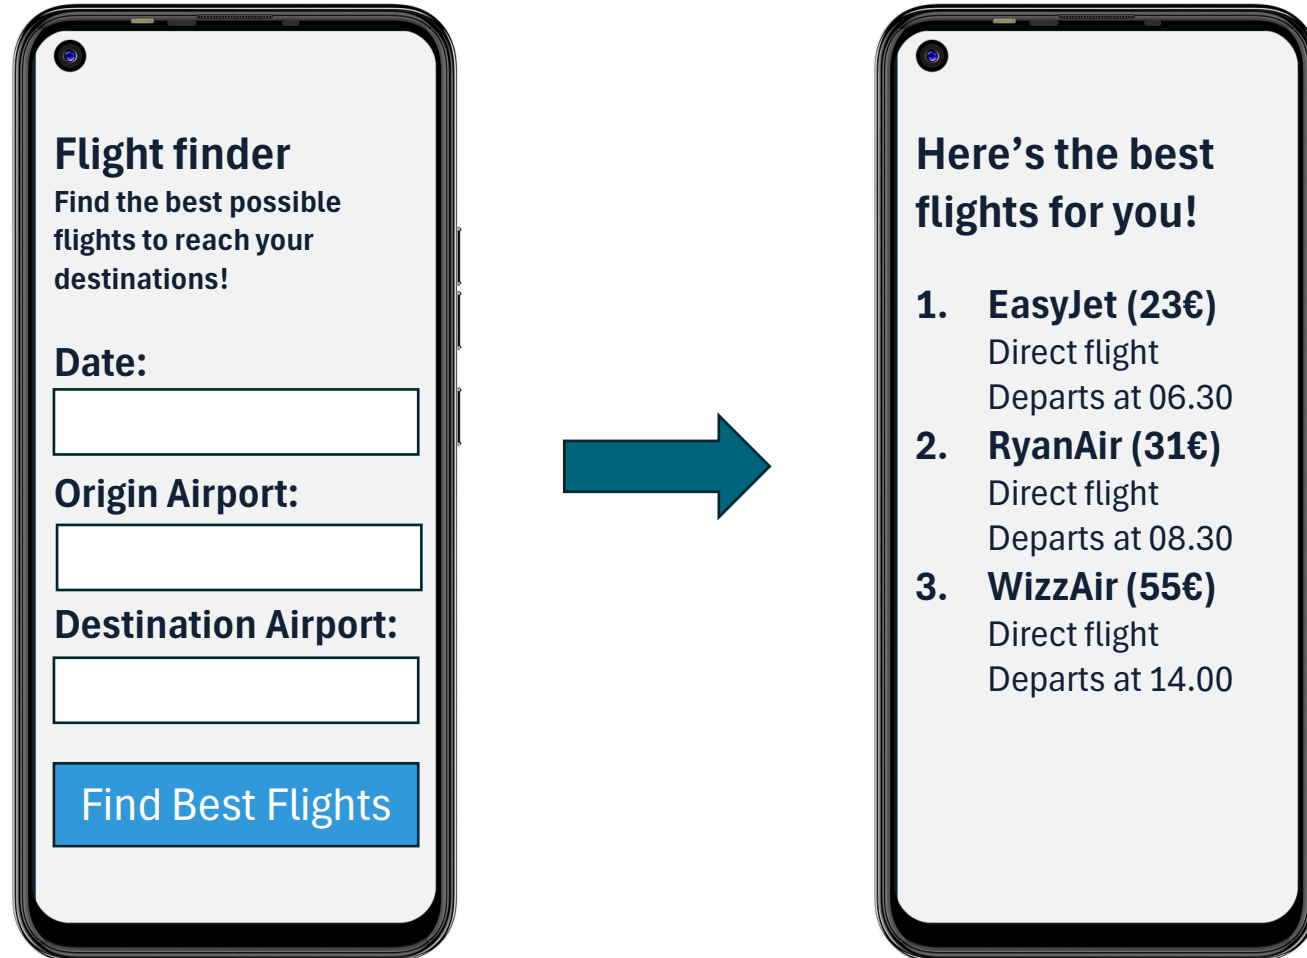 Flight finder
Find the best possible
flights to reach your
destinations!
Date:
Origin Airport:
Destination Airport:
Find Best Flights
Here’s the best
flights for you!
1. EasyJet (23€)
Direct flight
Departs at 06.30
2. RyanAir (31€)
Direct flight
Departs at 08.30
3. WizzAir (55€)
Direct flight
Departs at 14.00